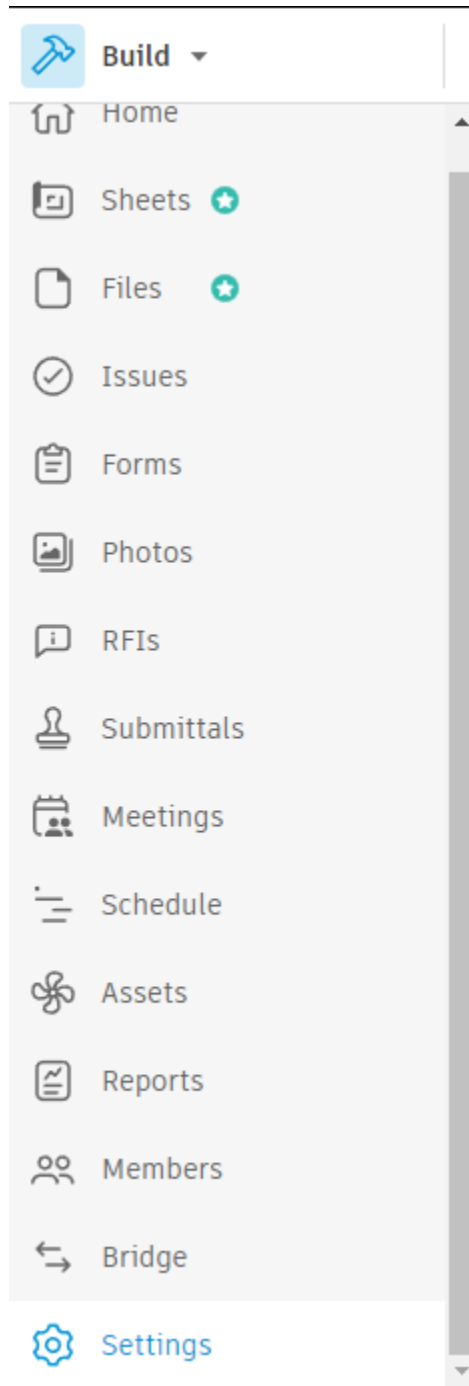 Build
Home
Sheets
Files
Issues
Forms
Photos
RFIs
Submittals
Meetings
Schedule
Assets
Reports
Members
Bridge
Settings